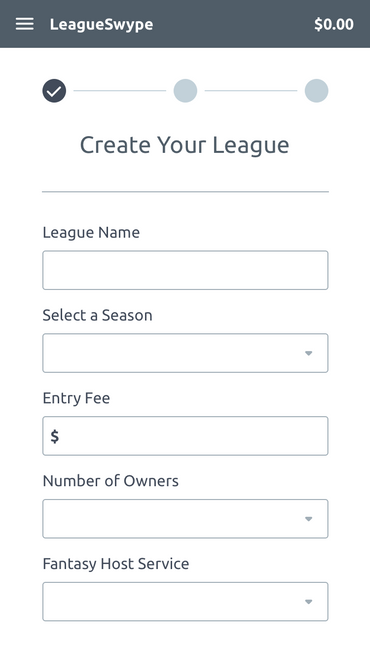 LeagueSwype
$0.00
Create Your League
League Name
Select a Season
Entry Fee
$
Number of Owners
Fantasy Host Service